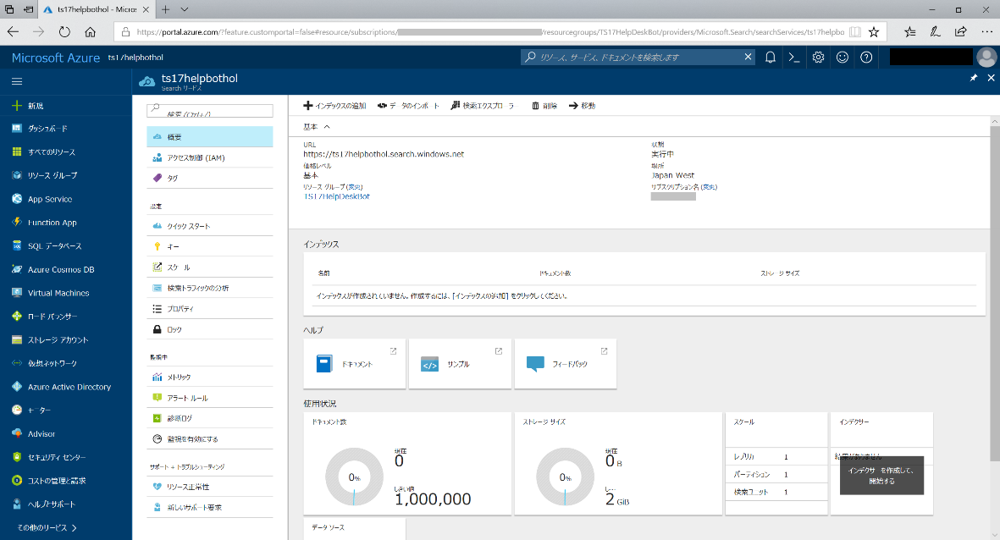 ts17helpbothol - Micros
https://portal.azure.com/?feature.customportal=false#resource/subscriptions/
/resourcegroups/TS17HelpDeskBot/providers/Microsoft.Search/searchServices/ts17helpbo
Microsoft Azure ts17helpbothol
リソース、サービス、ドキュメントを検索します
新規
ダッシュボード
すべてのリソース
リソース グループ
App Service
Function App
SQL データベース
Azure Cosmos DB
Virtual Machines
ロード バランサー
ストレージ アカウント
仮想ネットワーク
Azure Active Directory
モニター
Advisor
セキュリティ センター
コストの管理と請求
ヘルプとサポート
その他のサービス
ts17helpbothol
Search サービス
検索 (Ctrl+/)
概要
アクセス制御 (IAM)
タグ
設定
クイック スタート
キー
スケール
検索トラフィックの分析
プロパティ
ロック
監視中
メトリック
アラート ルール
診断ログ
監視を有効にする
サポート + トラブルシューティング
リソース正常性
新しいサポート要求
インデックスの追加 データのインポート 検索エクスプローラー 削除 移動
基本
URL
https://ts17helpbothol.search.windows.net
価格レベル
基本
リソース グループ (変更)
TS17HelpDeskBot
状態
実行中
場所
Japan West
サブスクリプション名 (変更)
インデックス
名前 ドキュメント数 ストレージ サイズ
インデックスが作成されていません。作成するには、[インデックスの追加] をクリックしてください。
ヘルプ
ドキュメント
サンプル
フィードバック
使用状況
ドキュメント数
0%
現在
0
しきい値
1,000,000
ストレージ サイズ
0%
現在
0 B
し...
2 GiB
スケール
レプリカ 1
パーティション 1
検索ユニット 1
インデクサー
結果がありません
インデクサーを作成して、
開始する
データ ソース